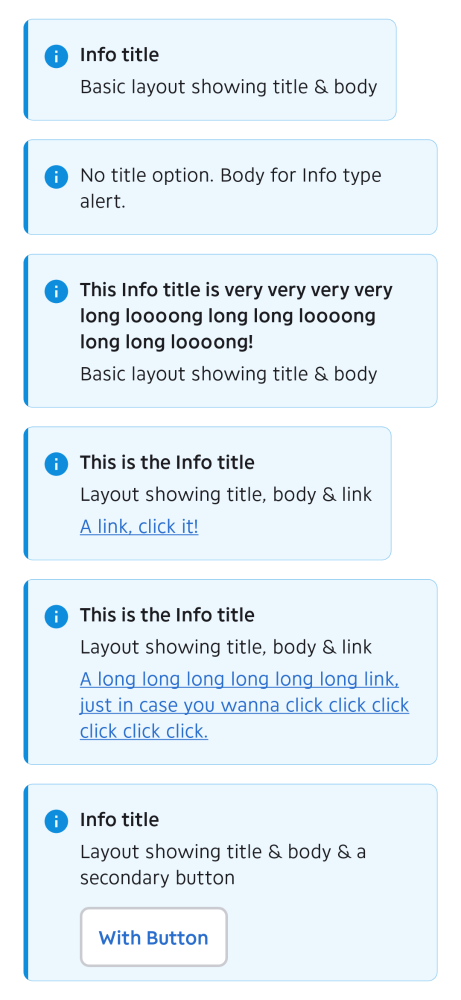 Info title
Basic layout showing title & body
No title option. Body for Info type
alert.
This Info title is very very very very
long loooong long long loooong
long long loooong!
Basic layout showing title & body
This is the Info title
Layout showing title, body & link
A link, click it!
This is the Info title
Layout showing title, body & link
A long long long long long long link,
just in case you wanna click click click
click click click.
Info title
Layout showing title & body & a
secondary button
With Button